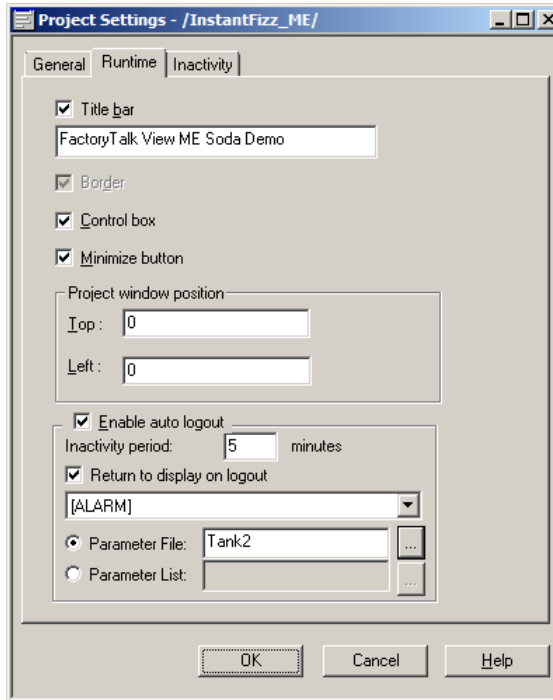 Project Settings - /InstantFizz_ME/
General Runtime Inactivity
Title bar
FactoryTalk View ME Soda Demo
Border
Control box
Minimize button
Project window position
Top : 0
Left : 0
Enable auto logout
Inactivity period: 5 minutes
Return to display on logout
[ALARM]
Parameter File: Tank2 ...
Parameter List: ...
OK Cancel Help